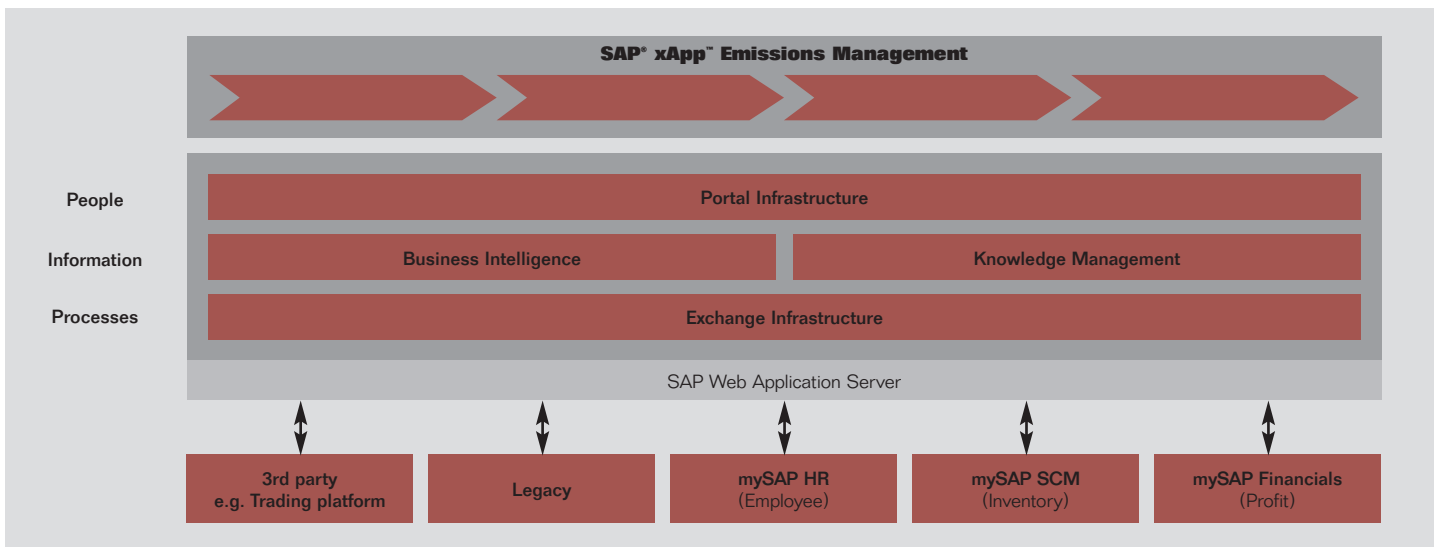 SAP® xApp™ Emissions Management
People
Portal Infrastructure
Information
Business Intelligence
Knowledge Management
Processes
Exchange Infrastructure
SAP Web Application Server
3rd party
e.g. Trading platform
Legacy
mySAP HR
(Employee)
mySAP SCM
(Inventory)
mySAP Financials
(Profit)